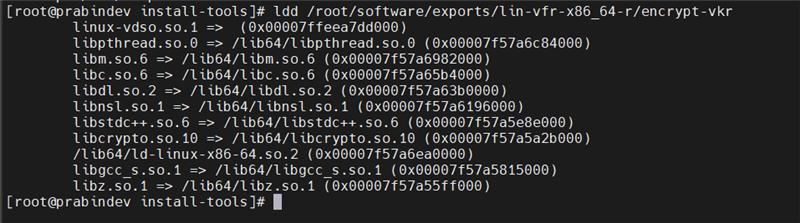 [root@prabindev install-tools]# ldd /root/software/exports/lin-vfr-x86_64-r/encrypt-vkr
linux-vdso.so.1 =>  (0x00007ffeea7dd000)
libpthread.so.0 => /lib64/libpthread.so.0 (0x00007f57a6c84000)
libm.so.6 => /lib64/libm.so.6 (0x00007f57a6982000)
libc.so.6 => /lib64/libc.so.6 (0x00007f57a65b4000)
libdl.so.2 => /lib64/libdl.so.2 (0x00007f57a63b0000)
libnsl.so.1 => /lib64/libnsl.so.1 (0x00007f57a6196000)
libstdc++.so.6 => /lib64/libstdc++.so.6 (0x00007f57a5e8e000)
libcrypto.so.10 => /lib64/libcrypto.so.10 (0x00007f57a5a2b000)
/lib64/ld-linux-x86-64.so.2 (0x00007f57a6ea0000)
libgcc_s.so.1 => /lib64/libgcc_s.so.1 (0x00007f57a5815000)
libz.so.1 => /lib64/libz.so.1 (0x00007f57a55ff000)
[root@prabindev install-tools]#